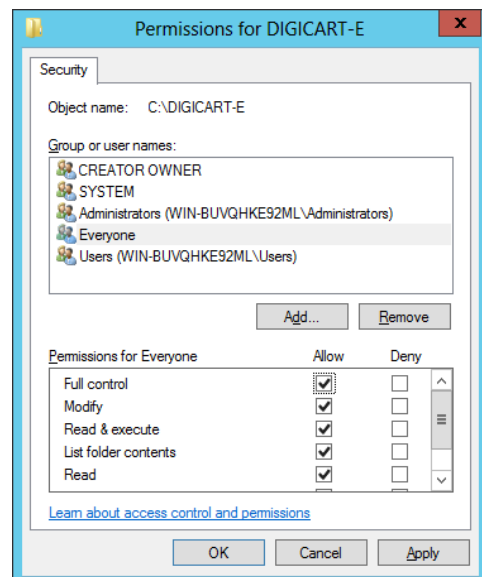 Permissions for DIGICART-E
x
Security
Object name: C:\DIGICART-E
Group or user names:
CREATOR OWNER
SYSTEM
Administrators (WIN-BUVQHKE92ML\Administrators)
Everyone
Users (WIN-BUVQHKE92ML\Users)
Add... Remove
Permissions for Everyone Allow Deny
Full control
Modify
Read & execute
List folder contents
Read
Learn about access control and permissions
OK Cancel Apply